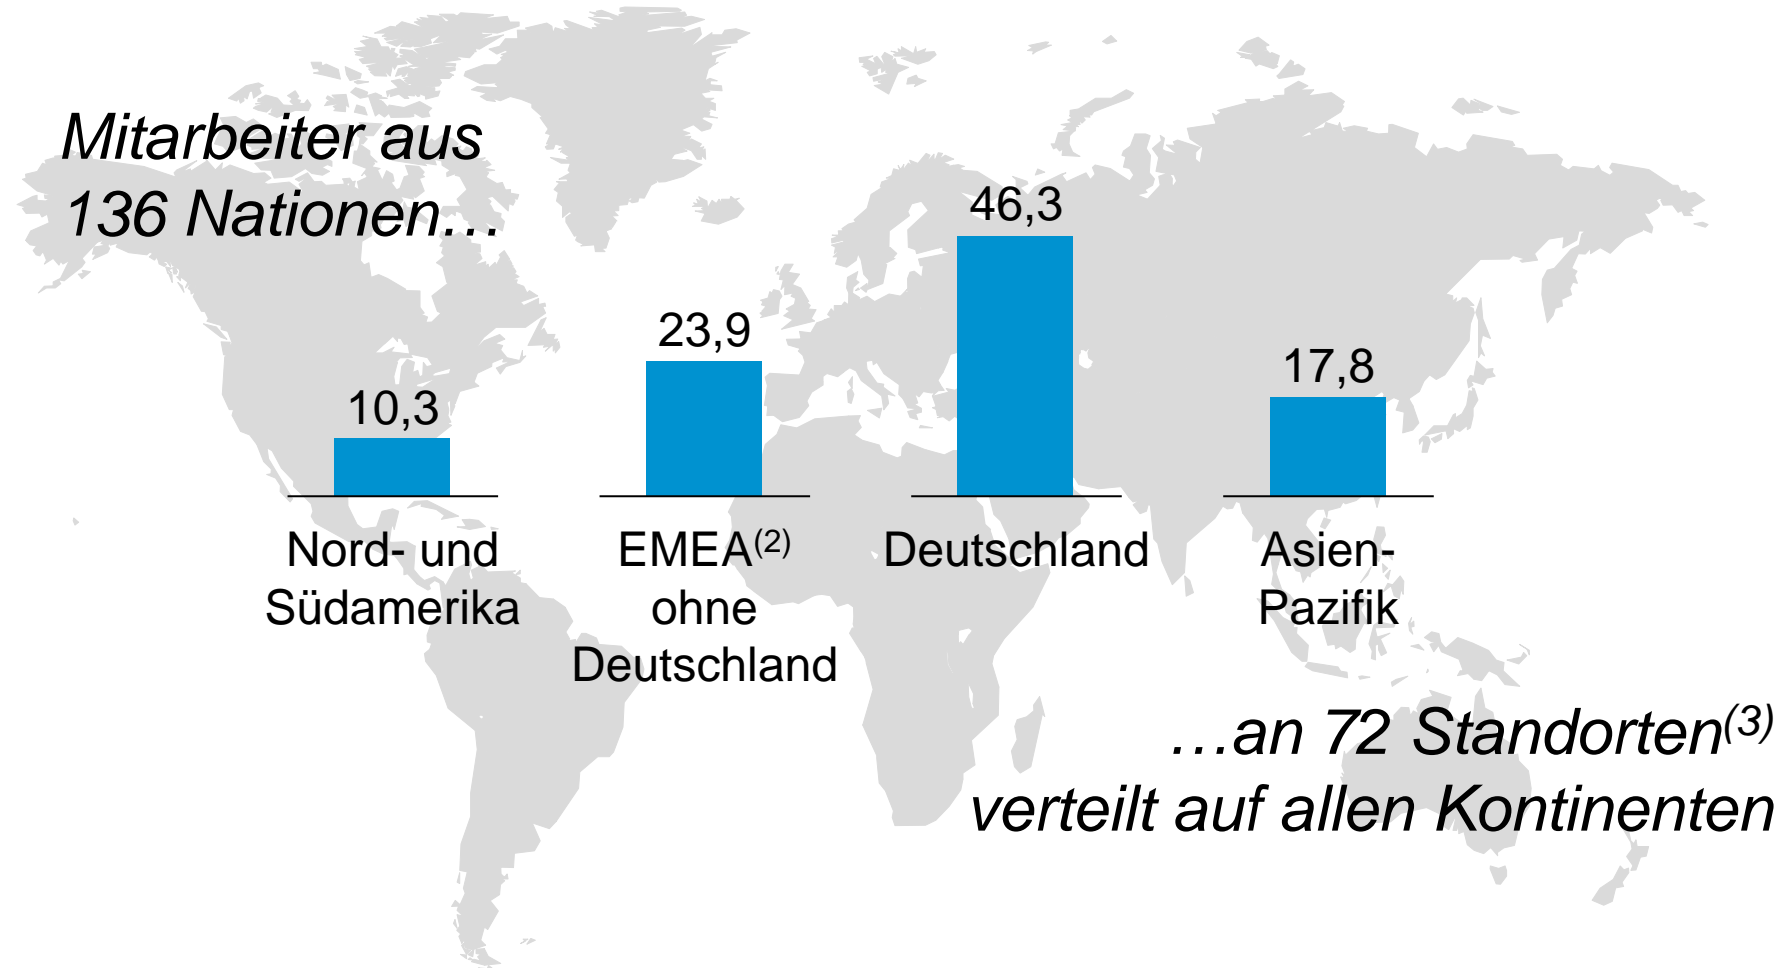 Mitarbeiter aus
136 Nationen…
46,3
23,9
17,8
10,3
Nord- und
Südamerika
EMEA(2)
ohne
Deutschland
Deutschland
Asien-
Pazifik
…an 72 Standorten(3)
verteilt auf allen Kontinenten